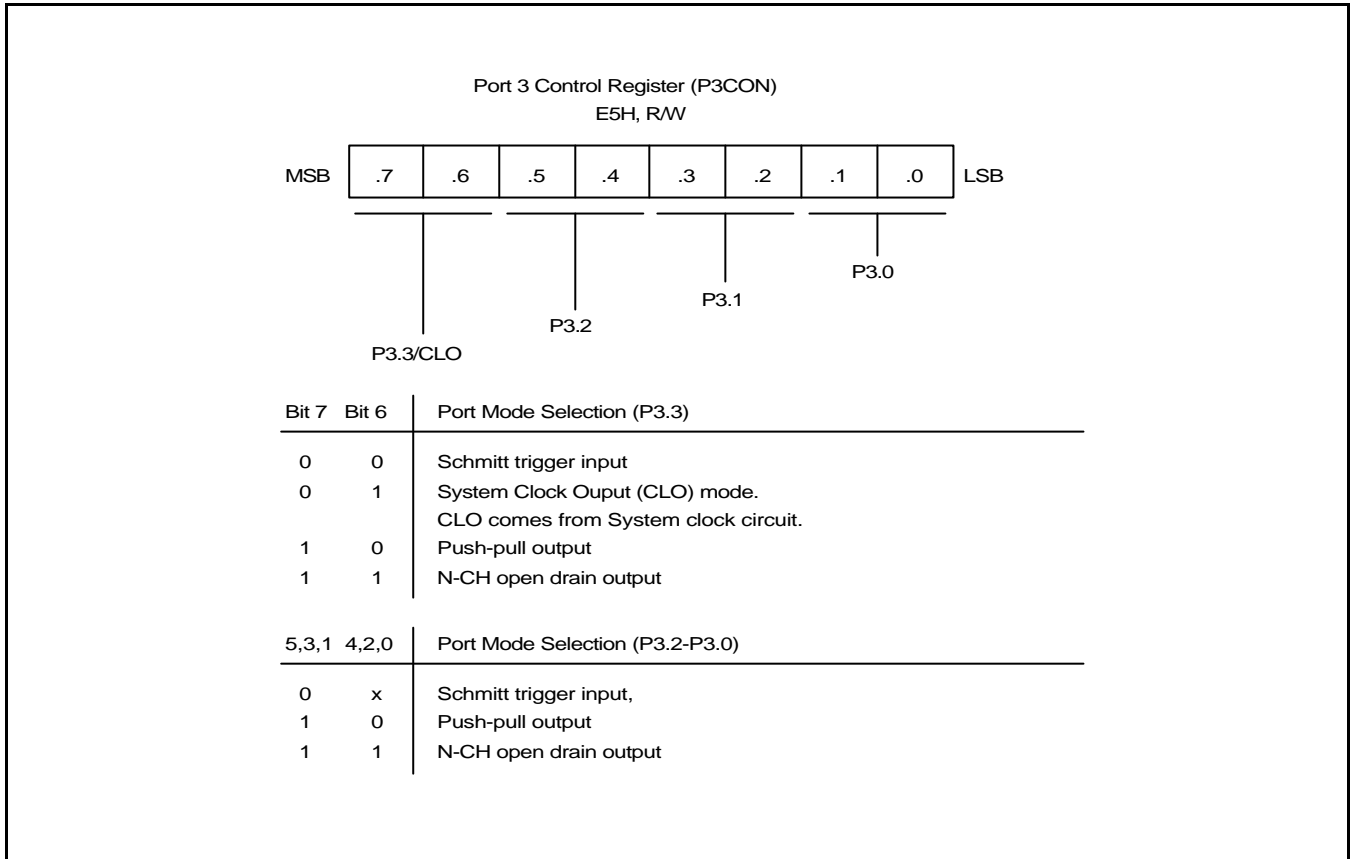 Port 3 Control Register (P3CON)
E5H, R/W
MSB .7 .6 .5 .4 .3 .2 .1 .0 LSB
P3.0
P3.1
P3.2
P3.3/CLO
Bit 7 Bit 6 Port Mode Selection (P3.3)
0 0 Schmitt trigger input
0 1 System Clock Ouput (CLO) mode.
CLO comes from System clock circuit.
1 0 Push-pull output
1 1 N-CH open drain output
5,3,1 4,2,0 Port Mode Selection (P3.2-P3.0)
0 x Schmitt trigger input,
1 0 Push-pull output
1 1 N-CH open drain output